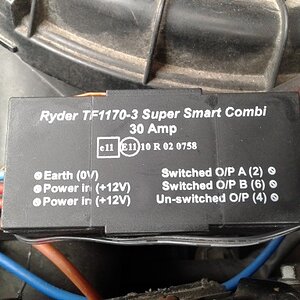 Ryder TF1170-3 Super Smart Combi
30 Amp
e11 E11 10 R 02 0758
Earth (0V) Switched O/P A (2)
Power in (+12V) Switched O/P B (6)
Power in (+12V) Un-switched O/P (4)